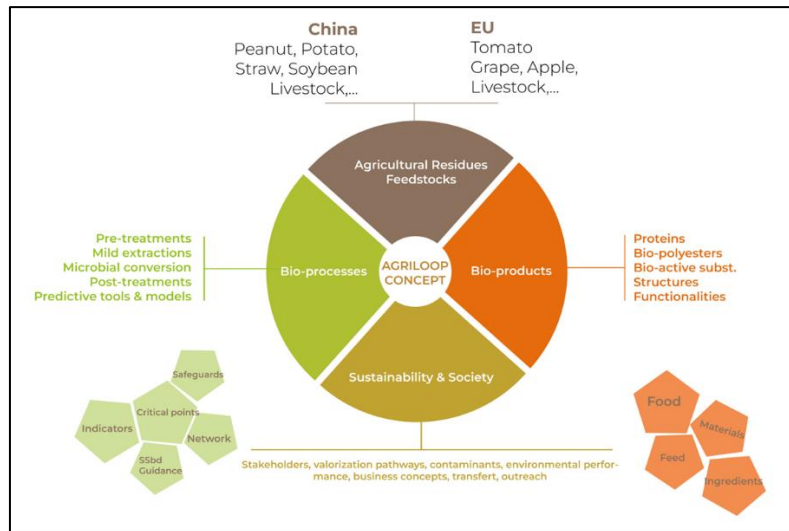 China
Peanut, Potato,
Straw, Soybean
Livestock,...
EU
Tomato
Grape, Apple,
Livestock,...
Agricultural Residues
Feedstocks
Pre-treatments
Mild extractions
Microbial conversion
Post-treatments
Predictive tools & models
Bio-processes
AGRILOOP
CONCEPT
Bio-products
Proteins
Bio-polyesters
Bio-active subst.
Structures
Functionalities
Sustainability & Society
Safeguards
Critical points
Indicators
Network
SSbd
Guidance
Stakeholders, valorization pathways, contaminants, environmental perfor-
mance, business concepts, transfert, outreach
Food
Materials
Feed
Ingredients